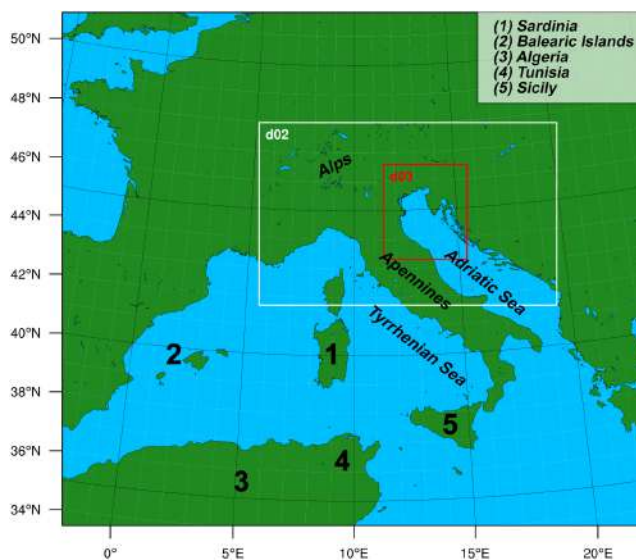 50°N
48°N
46°N
44°N
42°N
40°N
38°N
36°N
34°N
(1) Sardinia
(2) Balearic Islands
(3) Algeria
(4) Tunisia
(5) Sicily
d02
Alps
d03
Apennines
Adriatic Sea
Tyrrhenian Sea
1
2
5
4
3
0°
5°E
10°E
15°E
20°E